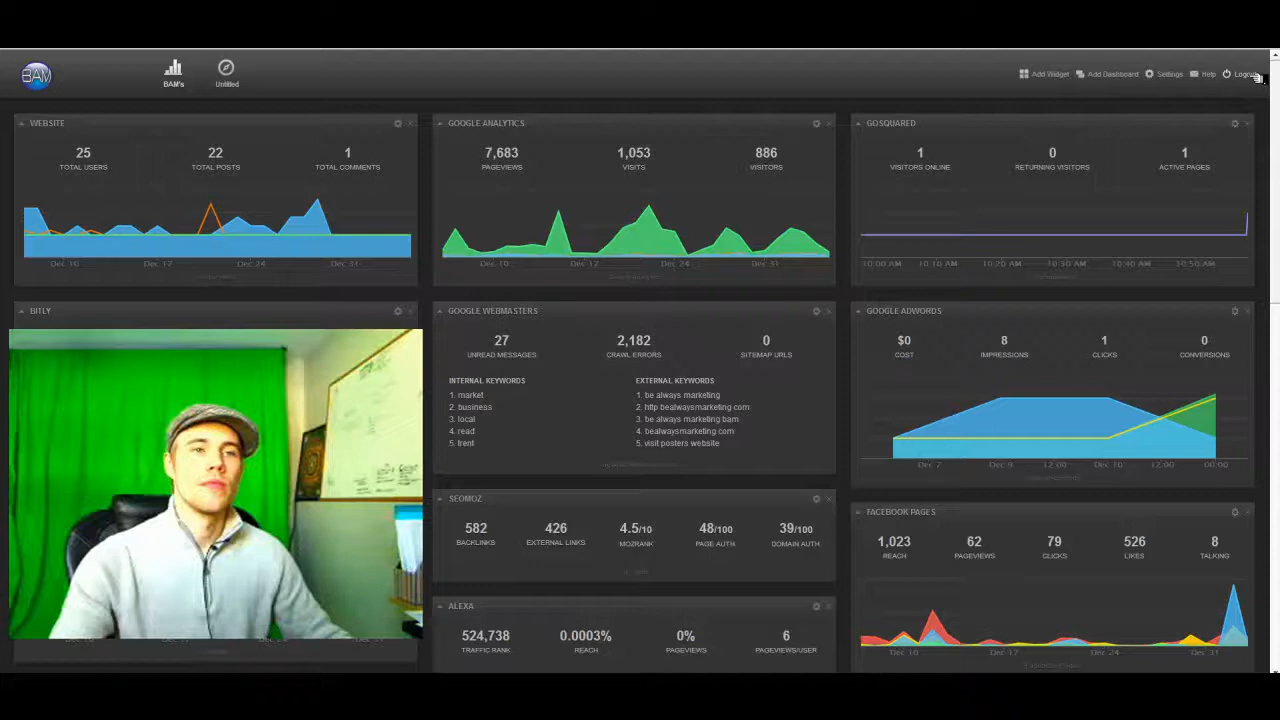 BAM
BAM's
Untitled
Add Widget
Add Dashboard
Settings
Help
Logout
WEBSITE
25
22
1
TOTAL USERS
TOTAL POSTS
TOTAL COMMENTS
Dec 10
Dec 17
Dec 24
Dec 31
GOOGLE ANALYTICS
7,683
1,053
886
PAGEVIEWS
VISITS
VISITORS
Dec 10
Dec 24
Dec 31
GOSQUARED
1
0
1
VISITORS ONLINE
RETURNING VISITORS
ACTIVE PAGES
10:00 AM
10:10 AM
10:20 AM
10:30 AM
10:40 AM
10:50 AM
BITLY
GOOGLE WEBMASTERS
27
2,182
0
UNREAD MESSAGES
CRAWL ERRORS
SITEMAP URLS
INTERNAL KEYWORDS
1. market
2. business
3. local
4. read
5. trent
EXTERNAL KEYWORDS
1. be always marketing
2. http bealwaysmarketing com
3. be always marketing bam
4. bealwaysmarketing com
5. visit posters website
GOOGLE ADWORDS
$0
8
1
0
COST
IMPRESSIONS
CLICKS
CONVERSIONS
Dec 7
Dec 9
12:00
Dec 10
12:00
00:00
SEOMOZ
582
426
4.5/10
48/100
39/100
BACKLINKS
EXTERNAL LINKS
MOZRANK
PAGE AUTH
DOMAIN AUTH
FACEBOOK PAGES
1,023
62
79
526
8
REACH
PAGEVIEWS
CLICKS
LIKES
TALKING
Dec 10
Dec 17
Dec 24
Dec 31
ALEXA
524,738
0.0003%
0%
6
TRAFFIC RANK
REACH
PAGEVIEWS
PAGEVIEWS/USER